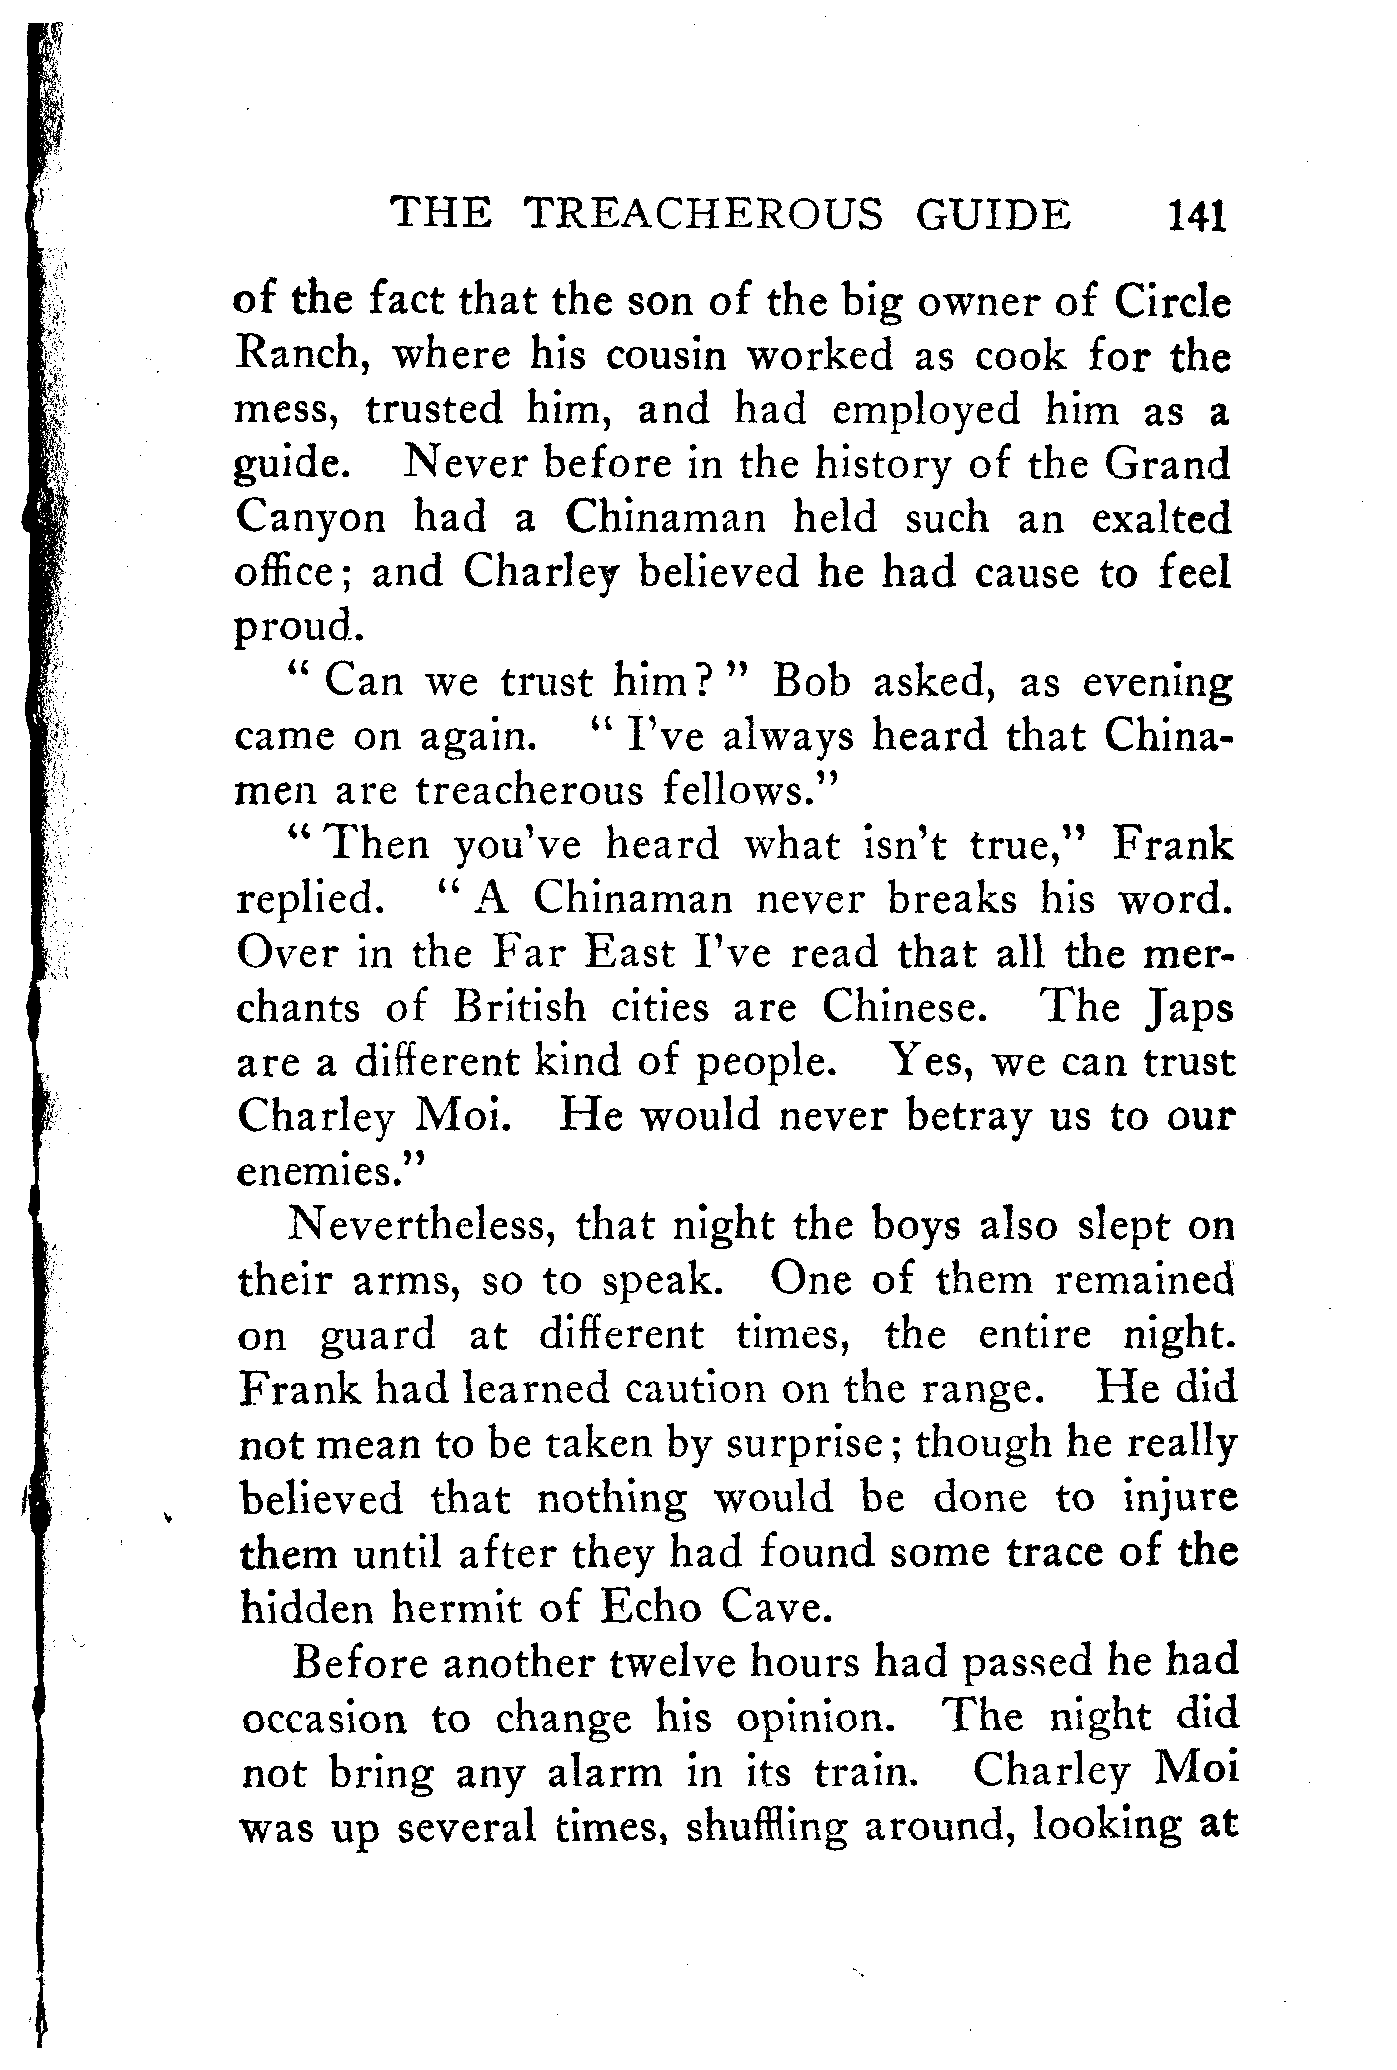 THE TREACHEROUS GUIDE 141
of the fact that the son of the big owner of Circle
Ranch, where his cousin worked as cook for the
mess, trusted him, and had employed him as a
guide. Never before in the history of the Grand
Canyon had a Chinaman held such an exalted
office; and Charley believed he had cause to feel
proud.
" Can we trust him? " Bob asked, as evening
came on again. " I've always heard that China-
men are treacherous fellows."
" Then you've heard what isn't true," Frank
replied. " A Chinaman never breaks his word.
Over in the Far East I've read that all the mer-
chants of British cities are Chinese. The Japs
are a different kind of people. Yes, we can trust
Charley Moi. He would never betray us to our
enemies."
Nevertheless, that night the boys also slept on
their arms, so to speak. One of them remained
on guard at different times, the entire night.
Frank had learned caution on the range. He did
not mean to be taken by surprise; though he really
believed that nothing would be done to injure
them until after they had found some trace of the
hidden hermit of Echo Cave.
Before another twelve hours had passed he had
occasion to change his opinion. The night did
not bring any alarm in its train. Charley Moi
was up several times, shuffling around, looking at